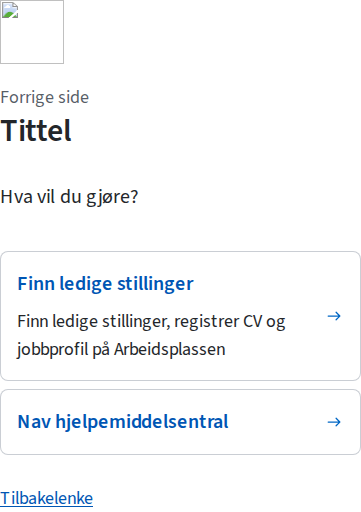 Forrige side
Tittel
Hva vil du gjøre?
Finn ledige stillinger
Finn ledige stillinger, registrer CV og
jobbprofil på Arbeidsplassen
Nav hjelpemiddelsentral
Tilbakelenke